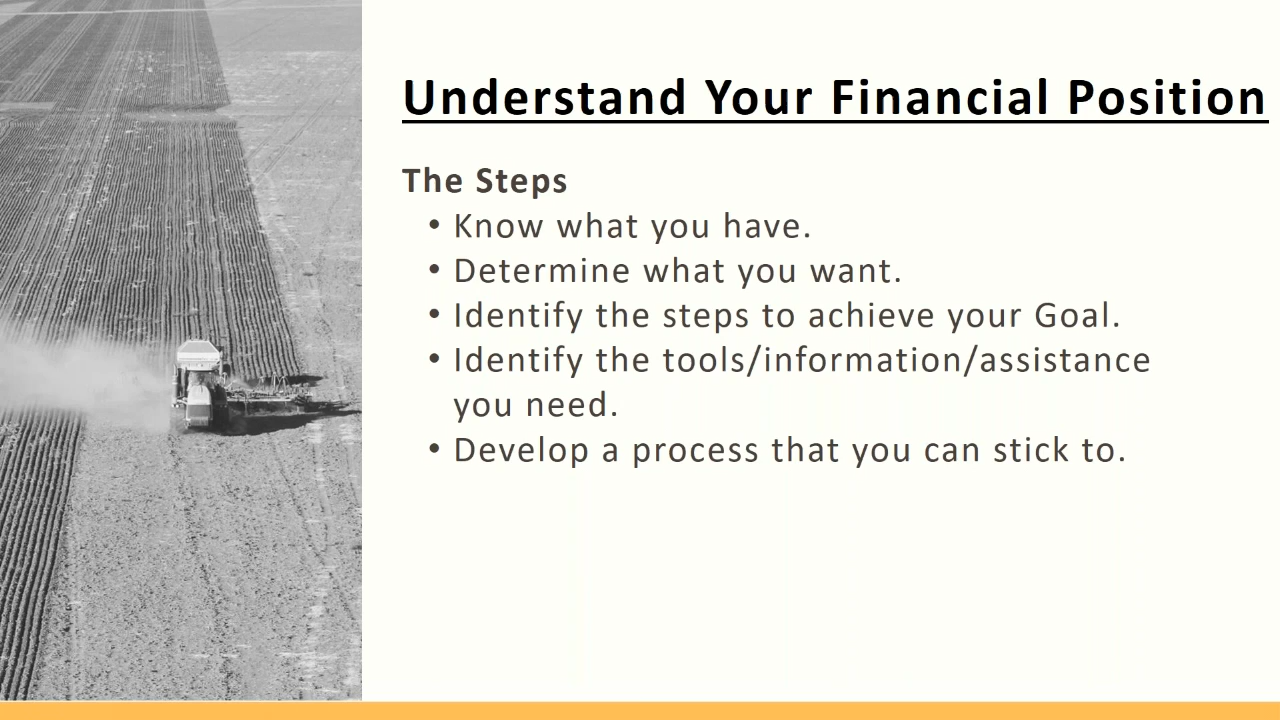 Understand Your Financial Position
The Steps
• Know what you have.
• Determine what you want.
• Identify the steps to achieve your Goal.
• Identify the tools/information/assistance
you need.
• Develop a process that you can stick to.